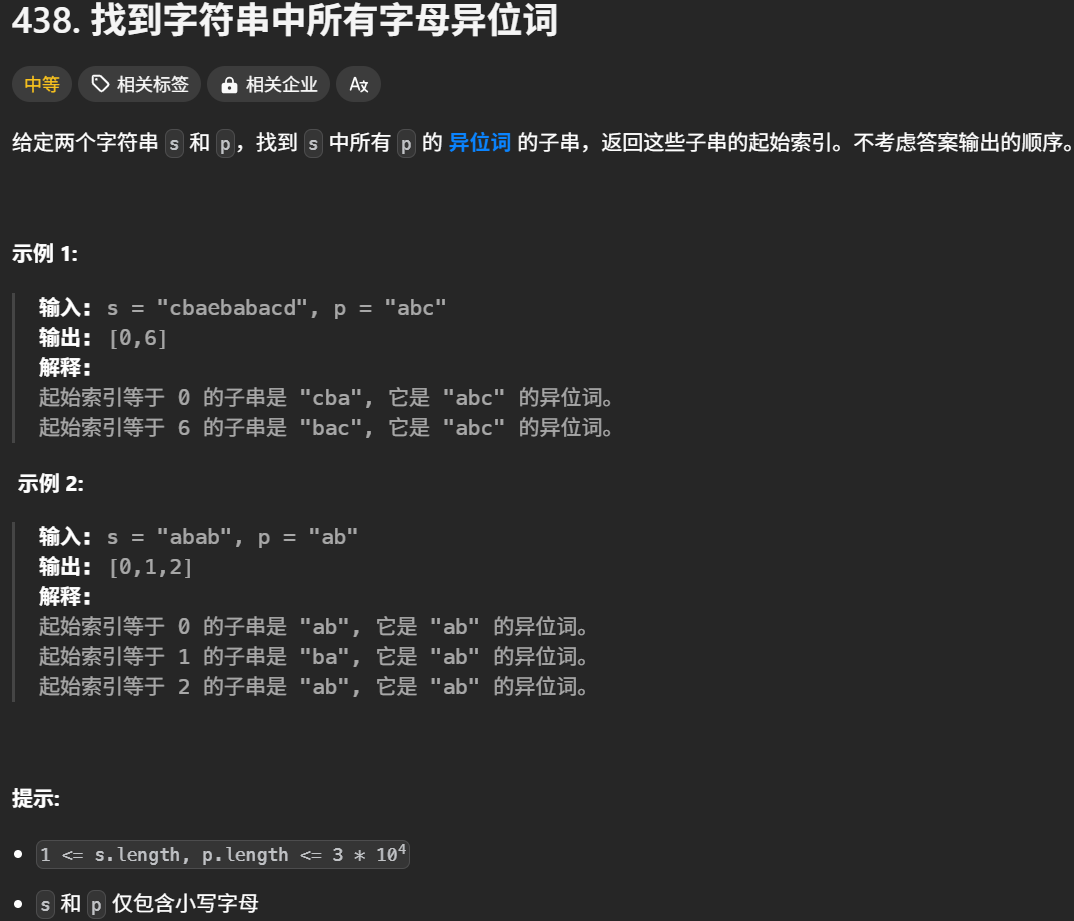 438. 找到字符串中所有字母异位词
中等 相关标签 相关企业 Ax
给定两个字符串 s 和 p，找到 s 中所有 p 的 异位词 的子串，返回这些子串的起始索引。不考虑答案输出的顺序。
示例 1:
输入: s = "cbaebabacd", p = "abc"
输出: [0,6]
解释:
起始索引等于 0 的子串是 "cba", 它是 "abc" 的异位词。
起始索引等于 6 的子串是 "bac", 它是 "abc" 的异位词。
示例 2:
输入: s = "abab", p = "ab"
输出: [0,1,2]
解释:
起始索引等于 0 的子串是 "ab", 它是 "ab" 的异位词。
起始索引等于 1 的子串是 "ba", 它是 "ab" 的异位词。
起始索引等于 2 的子串是 "ab", 它是 "ab" 的异位词。
提示:
• 1 <= s.length, p.length <= 3 * 10⁴
• s 和 p 仅包含小写字母